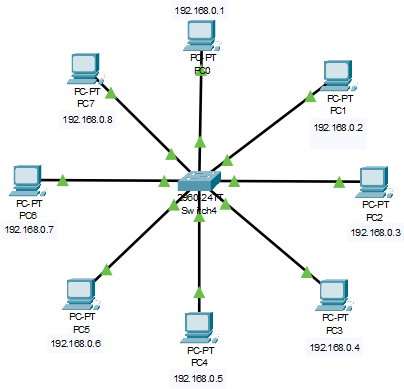 192.168.0.1
PC-PT
PC0
PC-PT
PC7
192.168.0.8
PC-PT
PC1
192.168.0.2
2960-24TT
Switch4
PC-PT
PC6
192.168.0.7
PC-PT
PC2
192.168.0.3
PC-PT
PC5
192.168.0.6
PC-PT
PC3
192.168.0.4
PC-PT
PC4
192.168.0.5